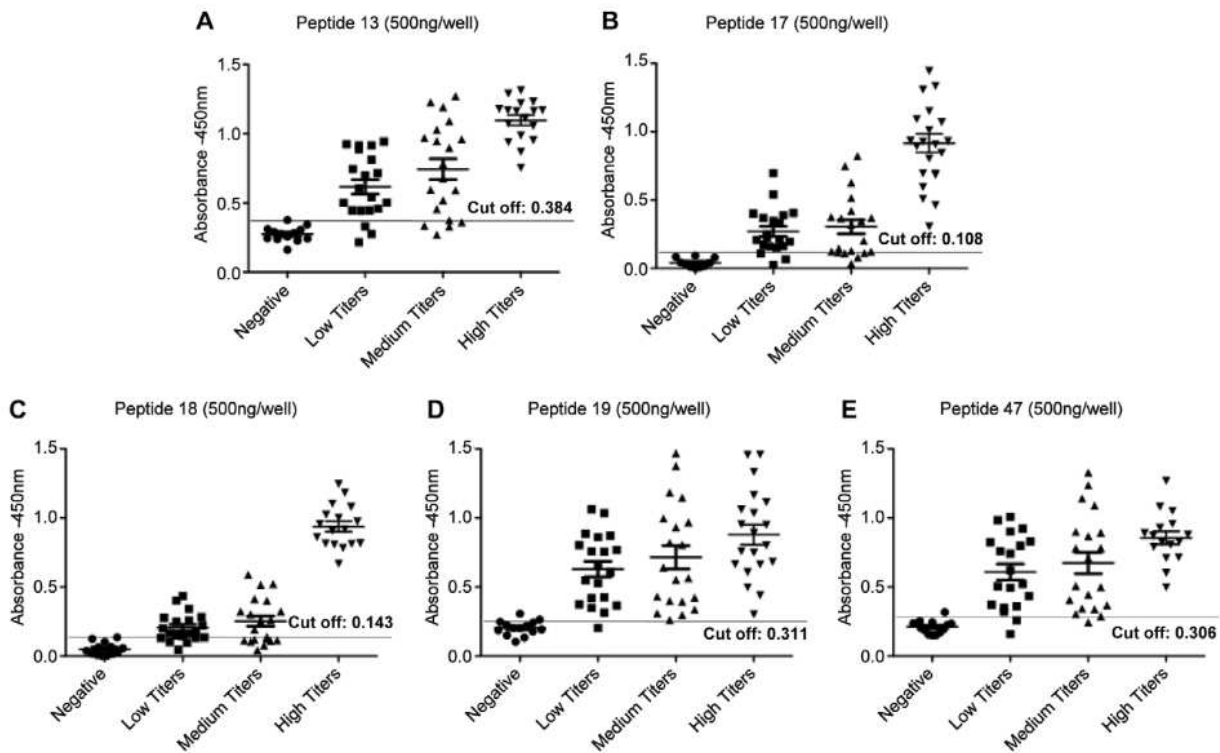 A
Peptide 13 (500ng/well)
Absorbance -450nm
1.5
1.0
0.5
0.0
Cut off: 0.384
Negative
Low Titers
Medium Titers
High Titers
B
Peptide 17 (500ng/well)
Absorbance -450nm
1.5
1.0
0.5
0.0
Cut off: 0.108
Negative
Low Titers
Medium Titers
High Titers
C
Peptide 18 (500ng/well)
Absorbance -450nm
1.5
1.0
0.5
0.0
Cut off: 0.143
Negative
Low Titers
Medium Titers
High Titers
D
Peptide 19 (500ng/well)
Absorbance -450nm
1.5
1.0
0.5
0.0
Cut off: 0.311
Negative
Low Titers
Medium Titers
High Titers
E
Peptide 47 (500ng/well)
Absorbance -450nm
1.5
1.0
0.5
0.0
Cut off: 0.306
Negative
Low Titers
Medium Titers
High Titers